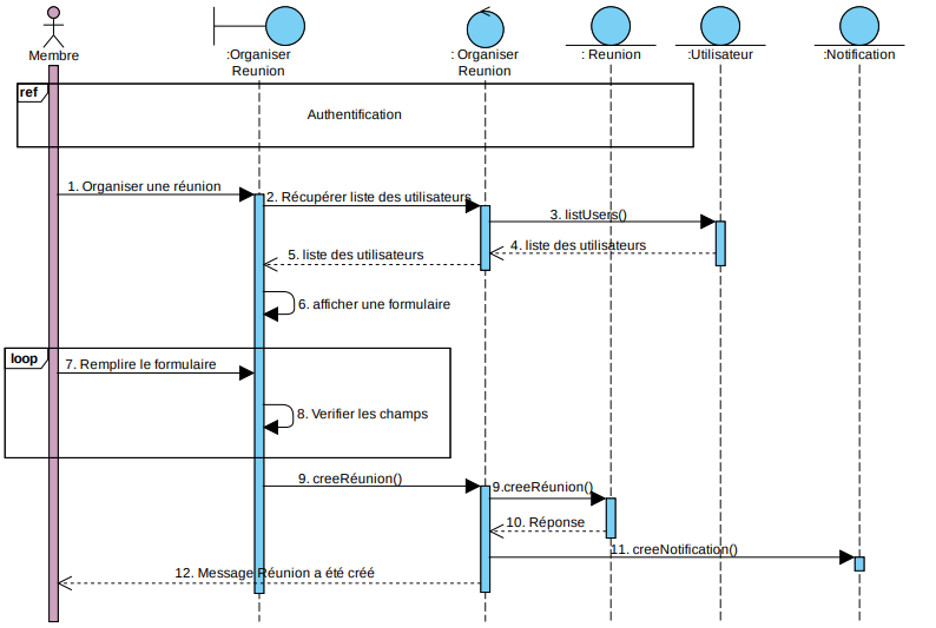 Membre
:Organiser
Reunion
: Organiser
Reunion
: Reunion
:Utilisateur
:Notification
ref
Authentification
1. Organiser une réunion
2. Récupérer liste des utilisateurs
3. listUsers()
4. liste des utilisateurs
5. liste des utilisateurs
6. afficher une formulaire
loop
7. Remplire le formulaire
8. Verifier les champs
9. creeRéunion()
9.creeRéunion()
10. Réponse
11. creeNotification()
12. Message Réunion a été créé